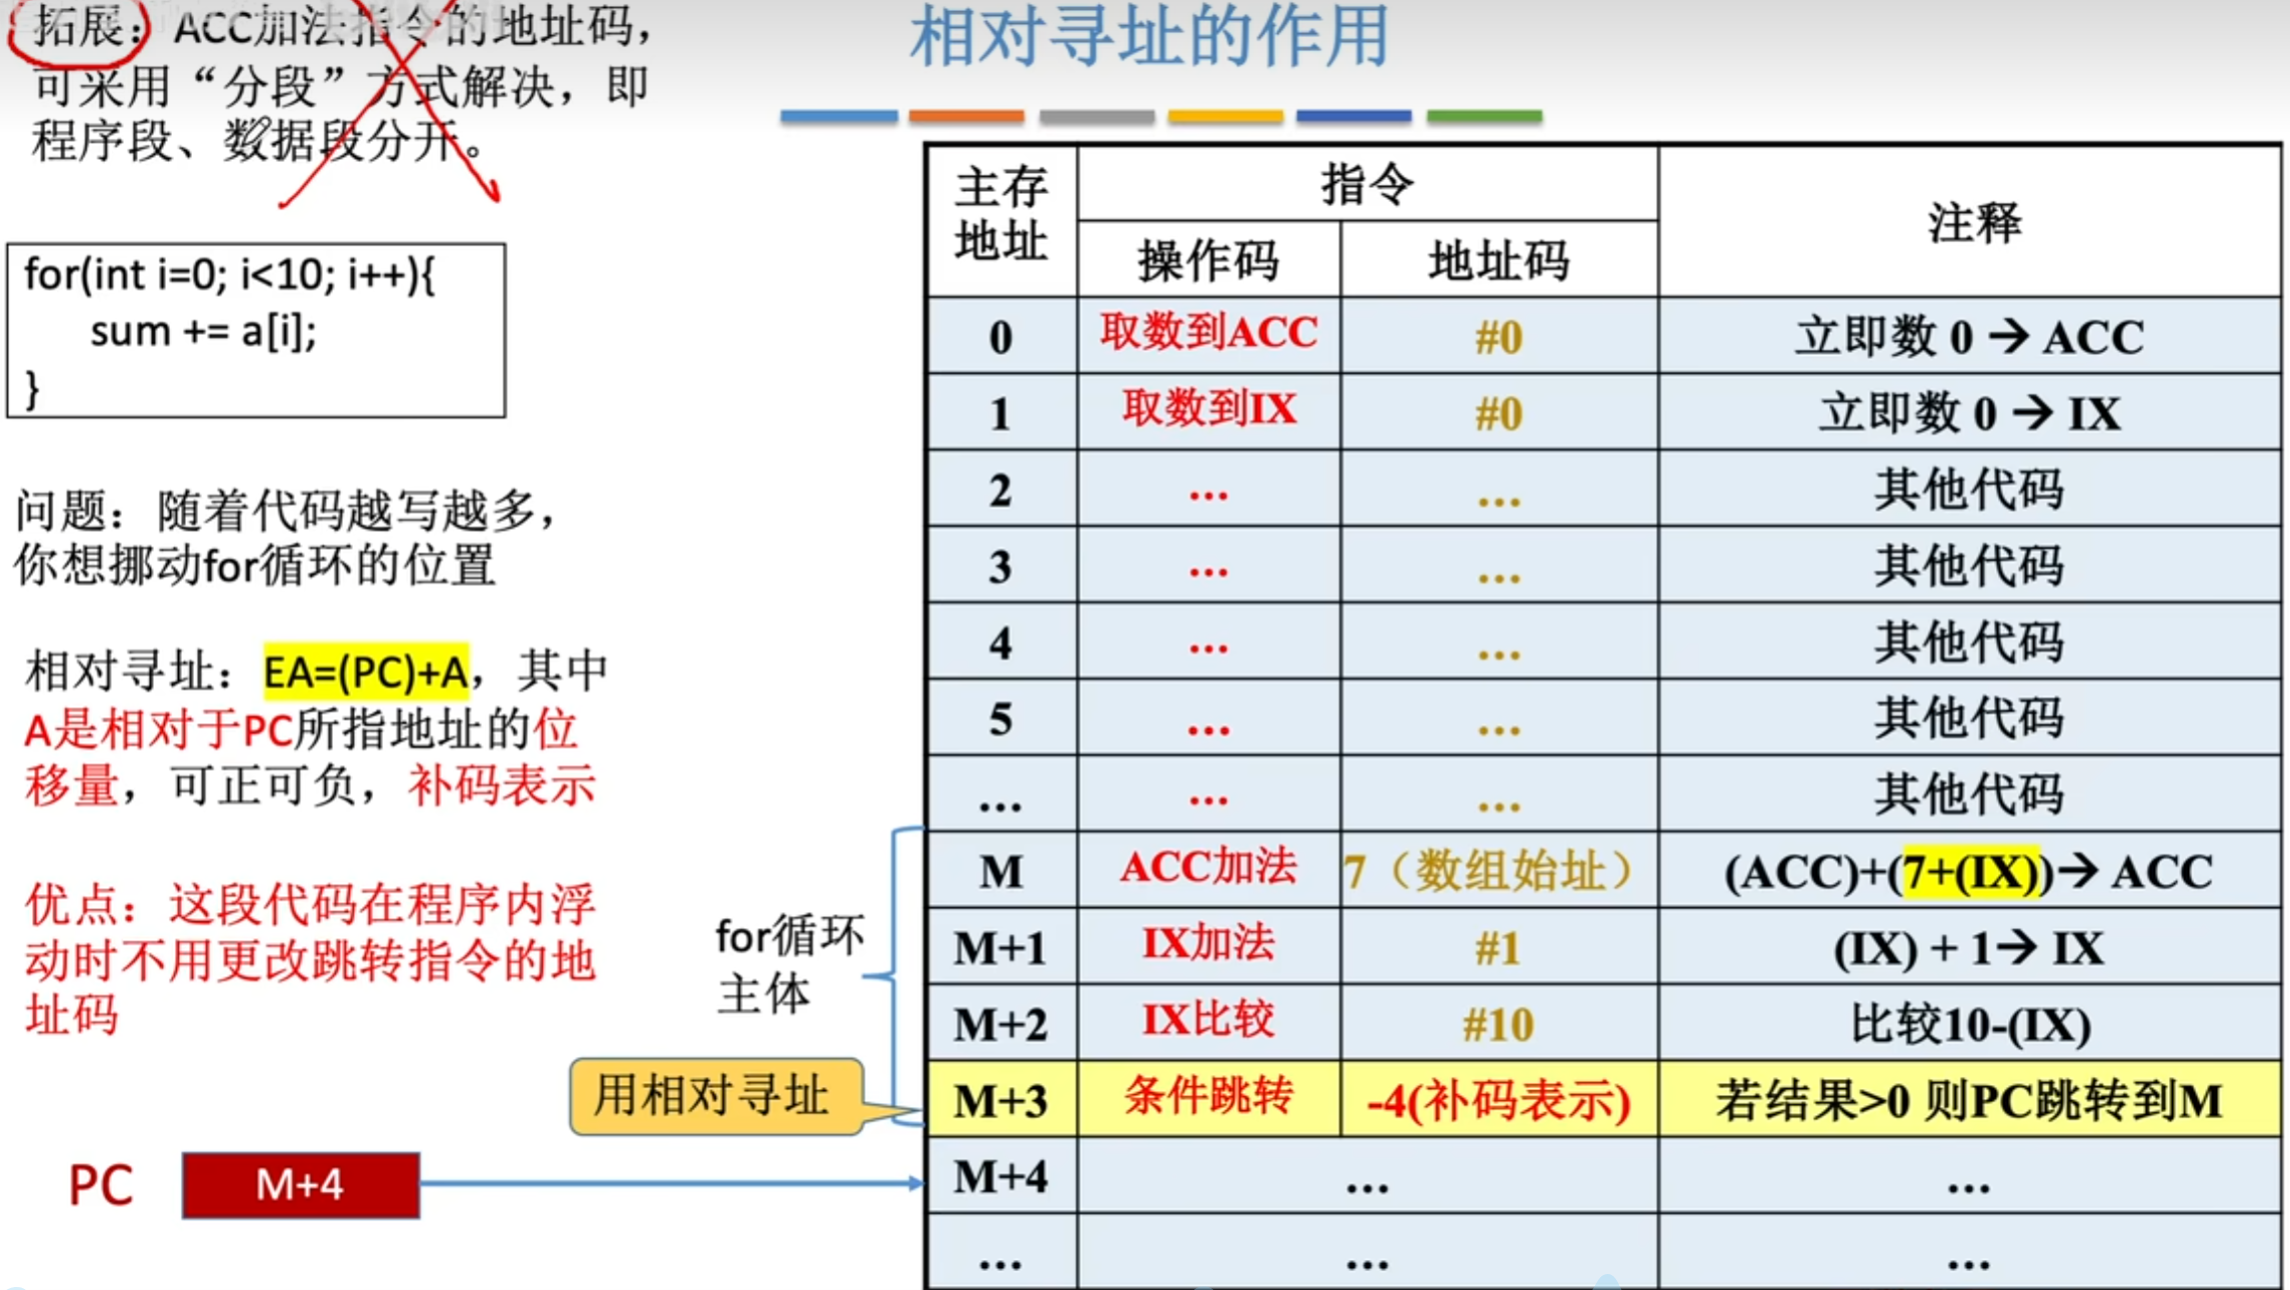 相对寻址的作用
拓展：ACC加法指令的地址码，
可采用“分段”方式解决，即
程序段、数据段分开。
for(int i=0; i<10; i++){
sum += a[i];
}
问题：随着代码越写越多，
你想挪动for循环的位置
相对寻址：EA=(PC)+A，其中
A是相对于PC所指地址的位
移量，可正可负，补码表示
优点：这段代码在程序内浮
动时不用更改跳转指令的地
址码
for循环
主体
用相对寻址
PC M+4
主存地址 指令 注释
操作码 地址码
0 取数到ACC #0 立即数 0 → ACC
1 取数到IX #0 立即数 0 → IX
2 ... ... 其他代码
3 ... ... 其他代码
4 ... ... 其他代码
5 ... ... 其他代码
... ... ... 其他代码
M ACC加法 7（数组始址） (ACC)+(7+(IX))→ ACC
M+1 IX加法 #1 (IX) + 1→ IX
M+2 IX比较 #10 比较10-(IX)
M+3 条件跳转 -4(补码表示) 若结果>0 则PC跳转到M
M+4 ... ...
... ... ...